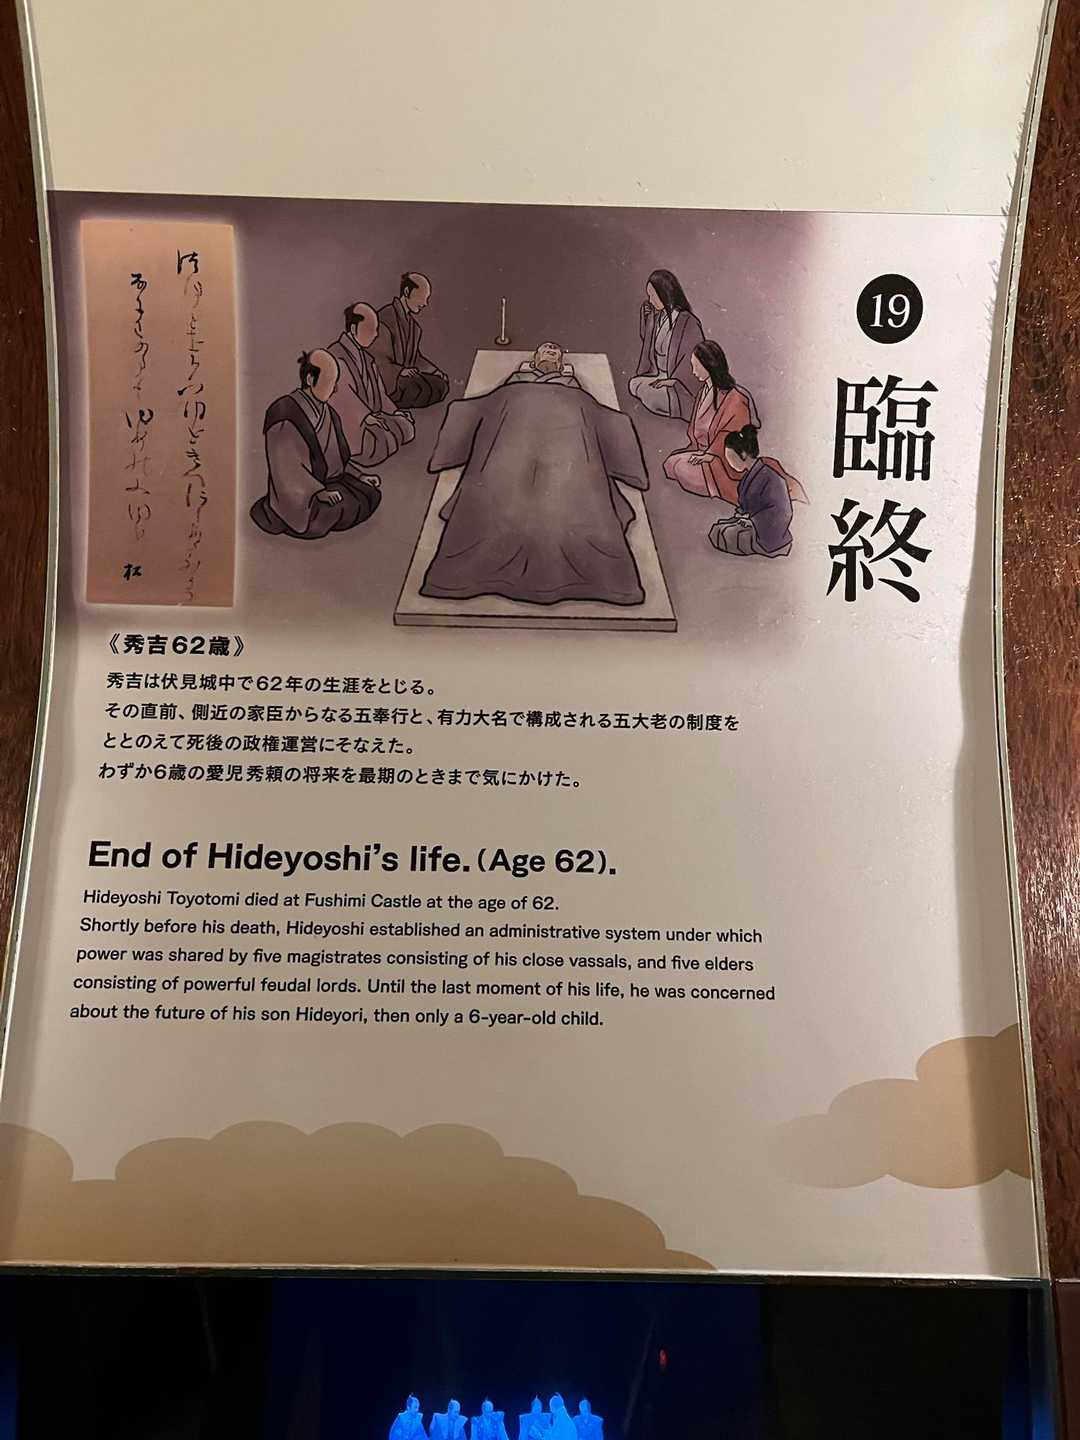 19
臨終
松
《秀吉62歳》
秀吉は伏見城中で62年の生涯をとじる。
その直前、側近の家臣からなる五奉行と、有力大名で構成される五大老の制度を
ととのえて死後の政権運営にそなえた。
わずか6歳の愛児秀頼の将来を最期のときまで気にかけた。
End of Hideyoshi's life. (Age 62).
Hideyoshi Toyotomi died at Fushimi Castle at the age of 62.
Shortly before his death, Hideyoshi established an administrative system under which
power was shared by five magistrates consisting of his close vassals, and five elders
consisting of powerful feudal lords. Until the last moment of his life, he was concerned
about the future of his son Hideyori, then only a 6-year-old child.